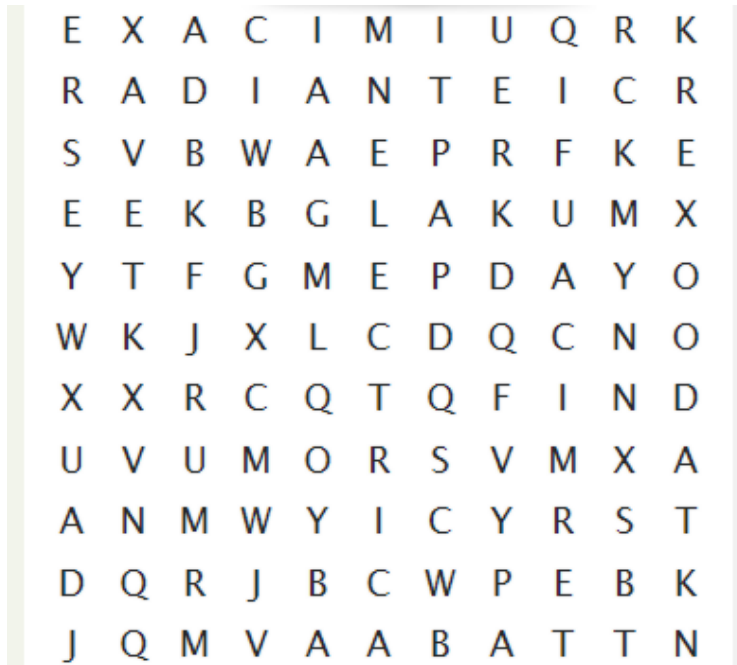 E X A C I M I U Q R K
R A D I A N T E I C R
S V B W A E P R F K E
E E K B G L A K U M X
Y T F G M E P D A Y O
W K J X L C D Q C N O
X X R C Q T Q F I N D
U V U M O R S V M X A
A N M W Y I C Y R S T
D Q R J B C W P E B K
J Q M V A A B A T T N